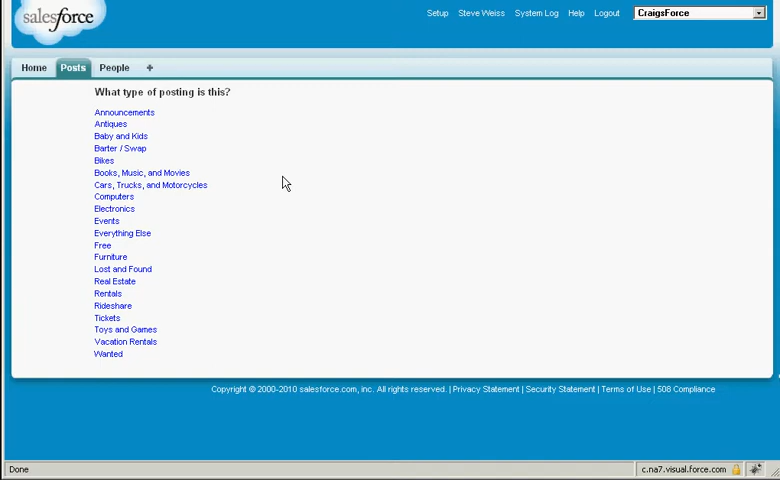 salesforce
Setup Steve Weiss System Log Help Logout CraigsForce
Home Posts People +
What type of posting is this?
Announcements
Antiques
Baby and Kids
Barter / Swap
Bikes
Books, Music, and Movies
Cars, Trucks, and Motorcycles
Computers
Electronics
Events
Everything Else
Free
Furniture
Lost and Found
Real Estate
Rentals
Rideshare
Tickets
Toys and Games
Vacation Rentals
Wanted
Copyright © 2000-2010 salesforce.com, inc. All rights reserved. | Privacy Statement | Security Statement | Terms of Use | 508 Compliance
Done c.na7.visual.force.com